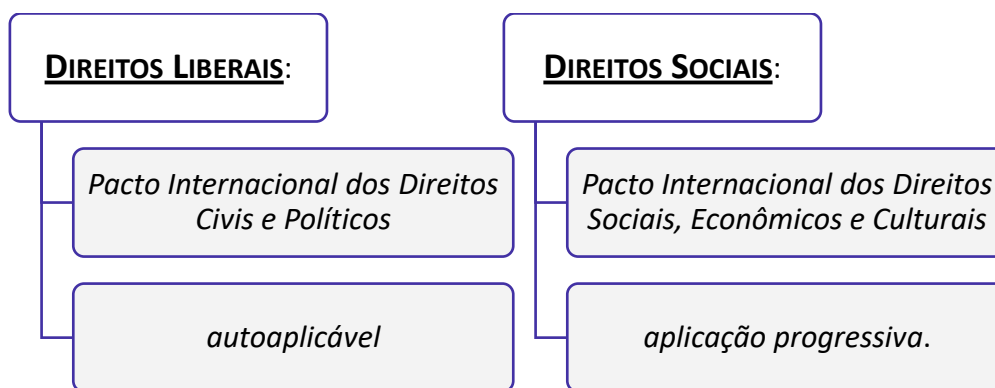 DIREITOS LIBERAIS:
Pacto Internacional dos Direitos
Civis e Políticos
autoaplicável
DIREITOS SOCIAIS:
Pacto Internacional dos Direitos
Sociais, Econômicos e Culturais
aplicação progressiva.